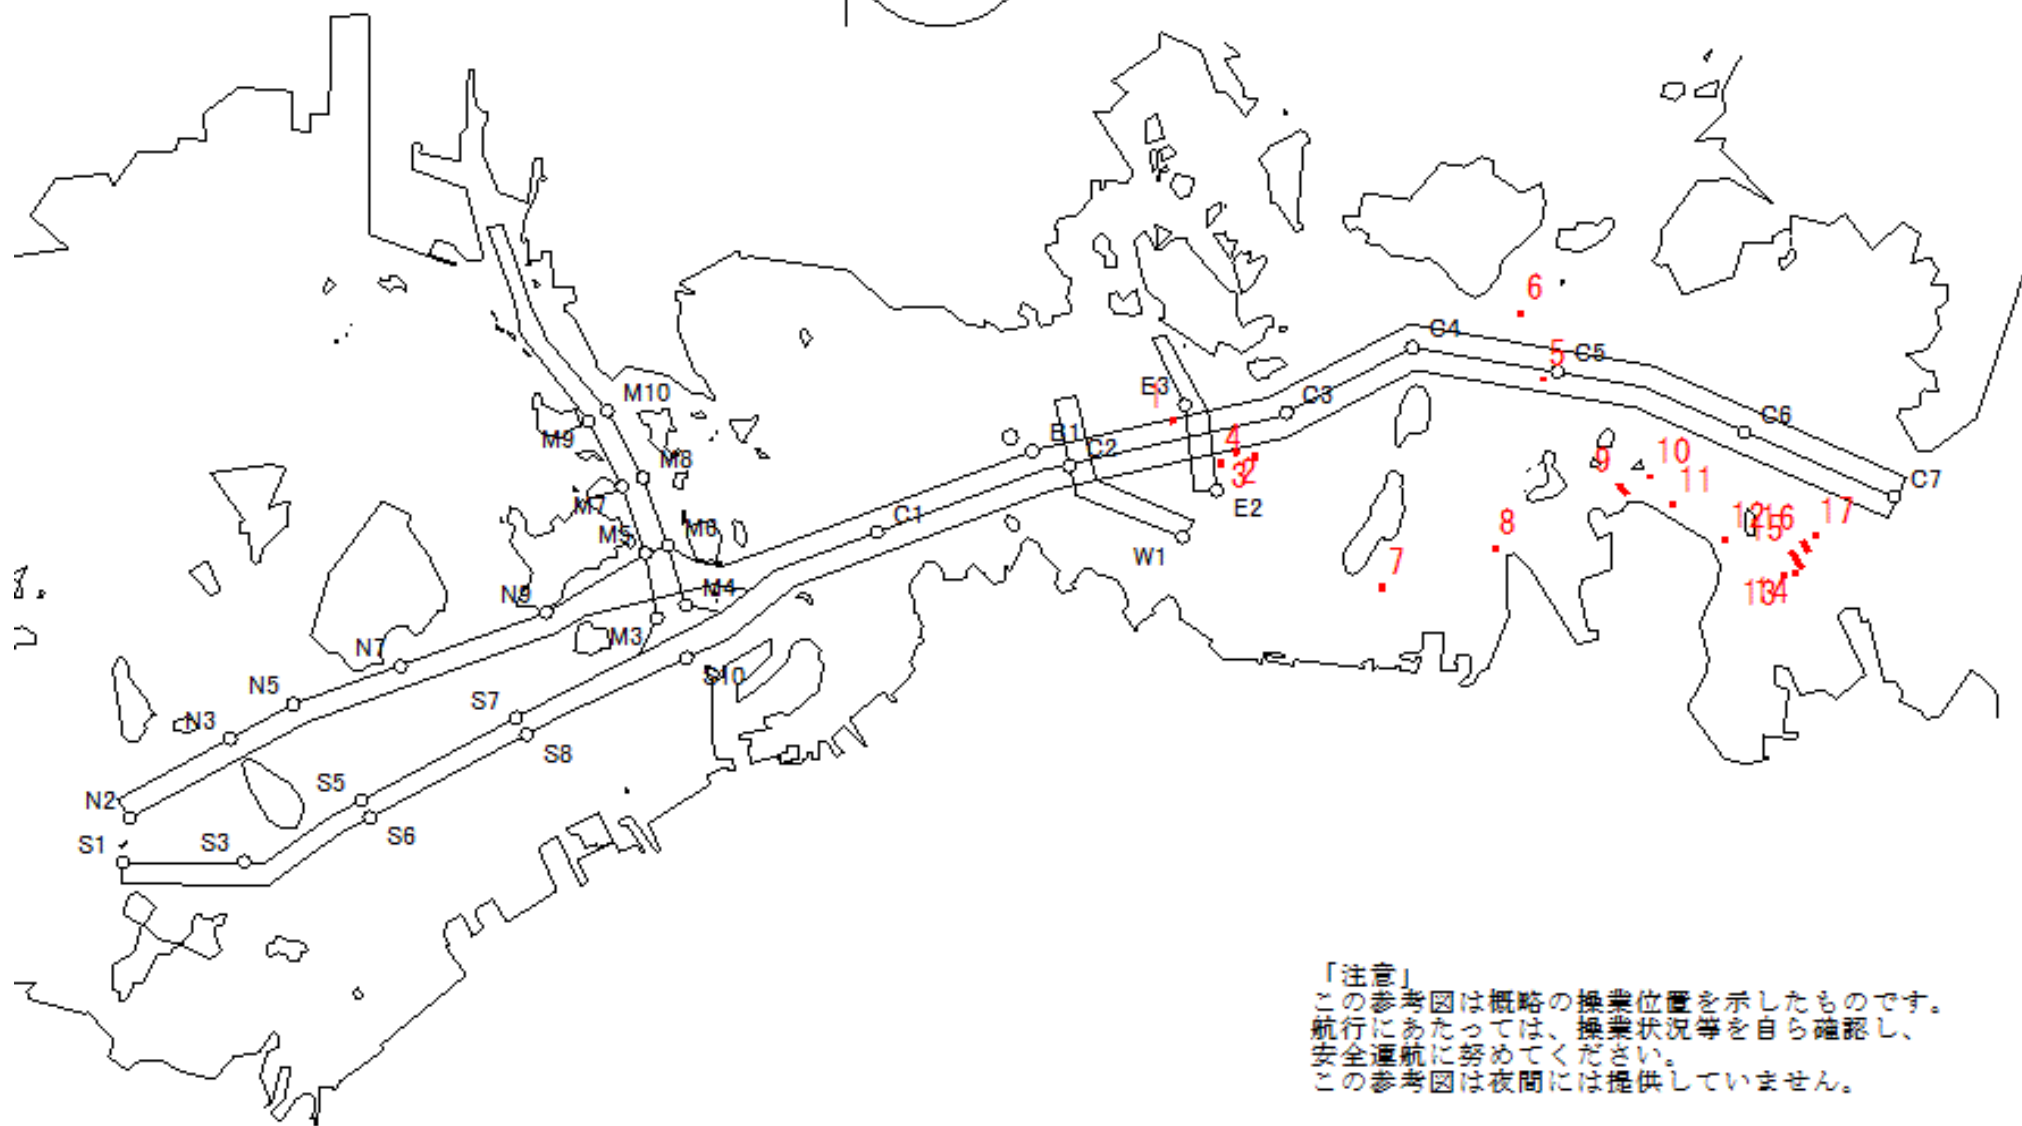 6
C4
C5
5
M10
E3
1
C3
M9
B1
4
C6
M8
C2
3
2
9
10
11
C7
M7
E2
C1
M5
M6
W1
8
12
15
16
17
7
N9
M4
13
14
M3
N7
S10
N5
S7
N3
S8
S5
N2
S6
S1
S3
「注意」
この参考図は概略の操業位置を示したものです。
航行にあたっては、操業状況等を自ら確認し、
安全運航に努めてください。
この参考図は夜間には提供していません。